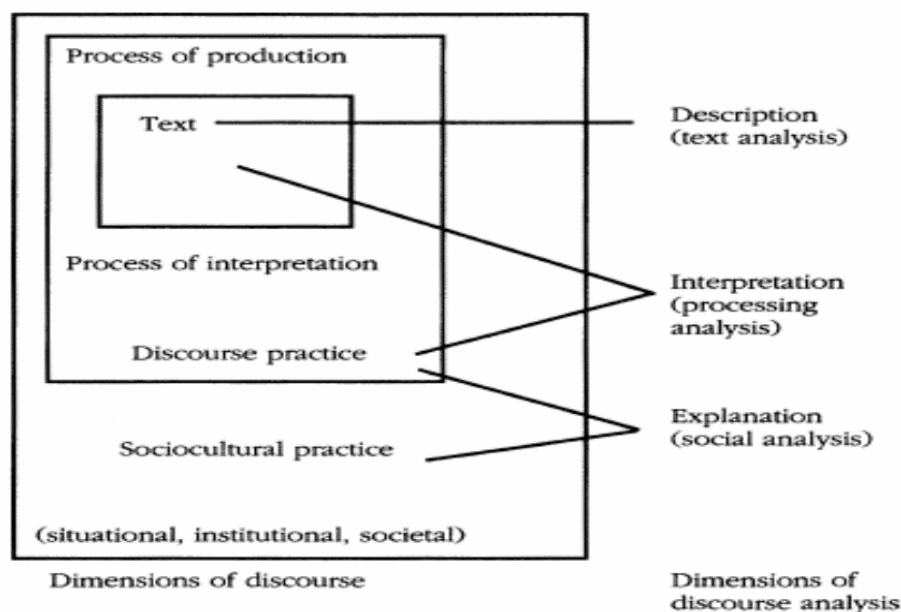 Process of production
Text
Description
(text analysis)
Process of interpretation
Interpretation
(processing
analysis)
Discourse practice
Explanation
(social analysis)
Sociocultural practice
(situational, institutional, societal)
Dimensions of discourse
Dimensions of
discourse analysis